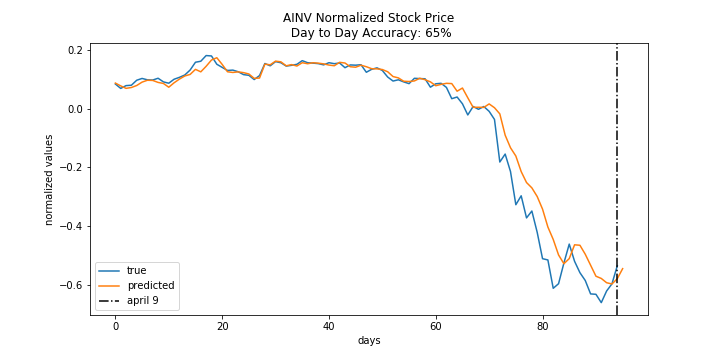 AINV Normalized Stock Price
Day to Day Accuracy: 65%
normalized values
0.2
0.0
−0.2
−0.4
−0.6
true
predicted
april 9
0
20
40
60
80
days